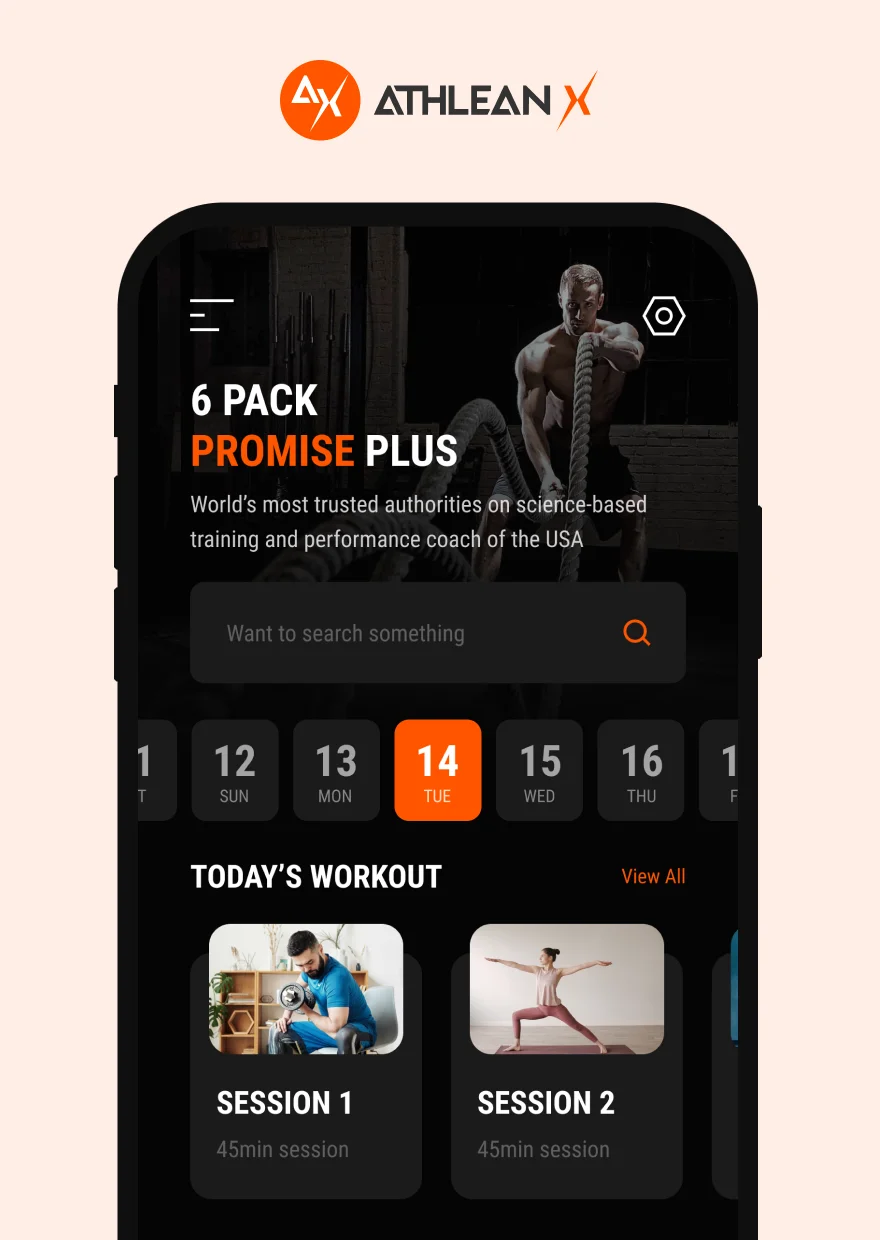 AX ATHLEAN X
6 PACK
PROMISE PLUS
World's most trusted authorities on science-based
training and performance coach of the USA
Want to search something
12 13 14 15 16
SUN MON TUE WED THU
TODAY'S WORKOUT View All
SESSION 1 SESSION 2
45min session 45min session